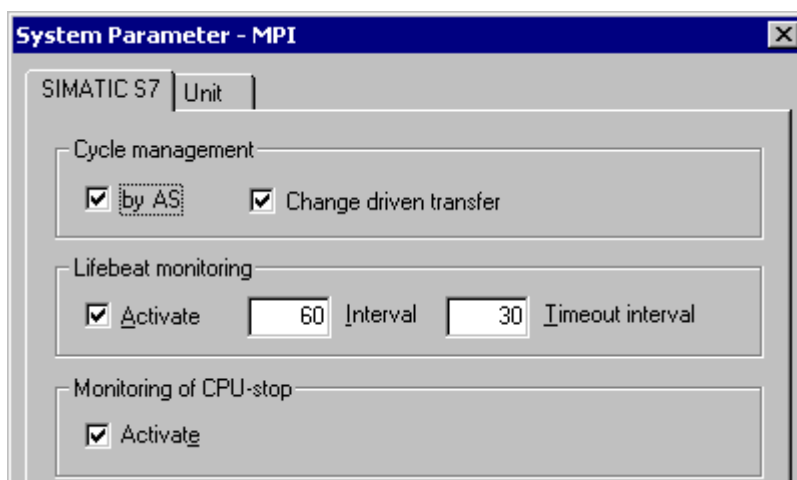 System Parameter - MPI
SIMATIC S7 Unit
Cycle management
by AS Change driven transfer
Lifebeat monitoring
Activate 60 Interval 30 Timeout interval
Monitoring of CPU-stop
Activate